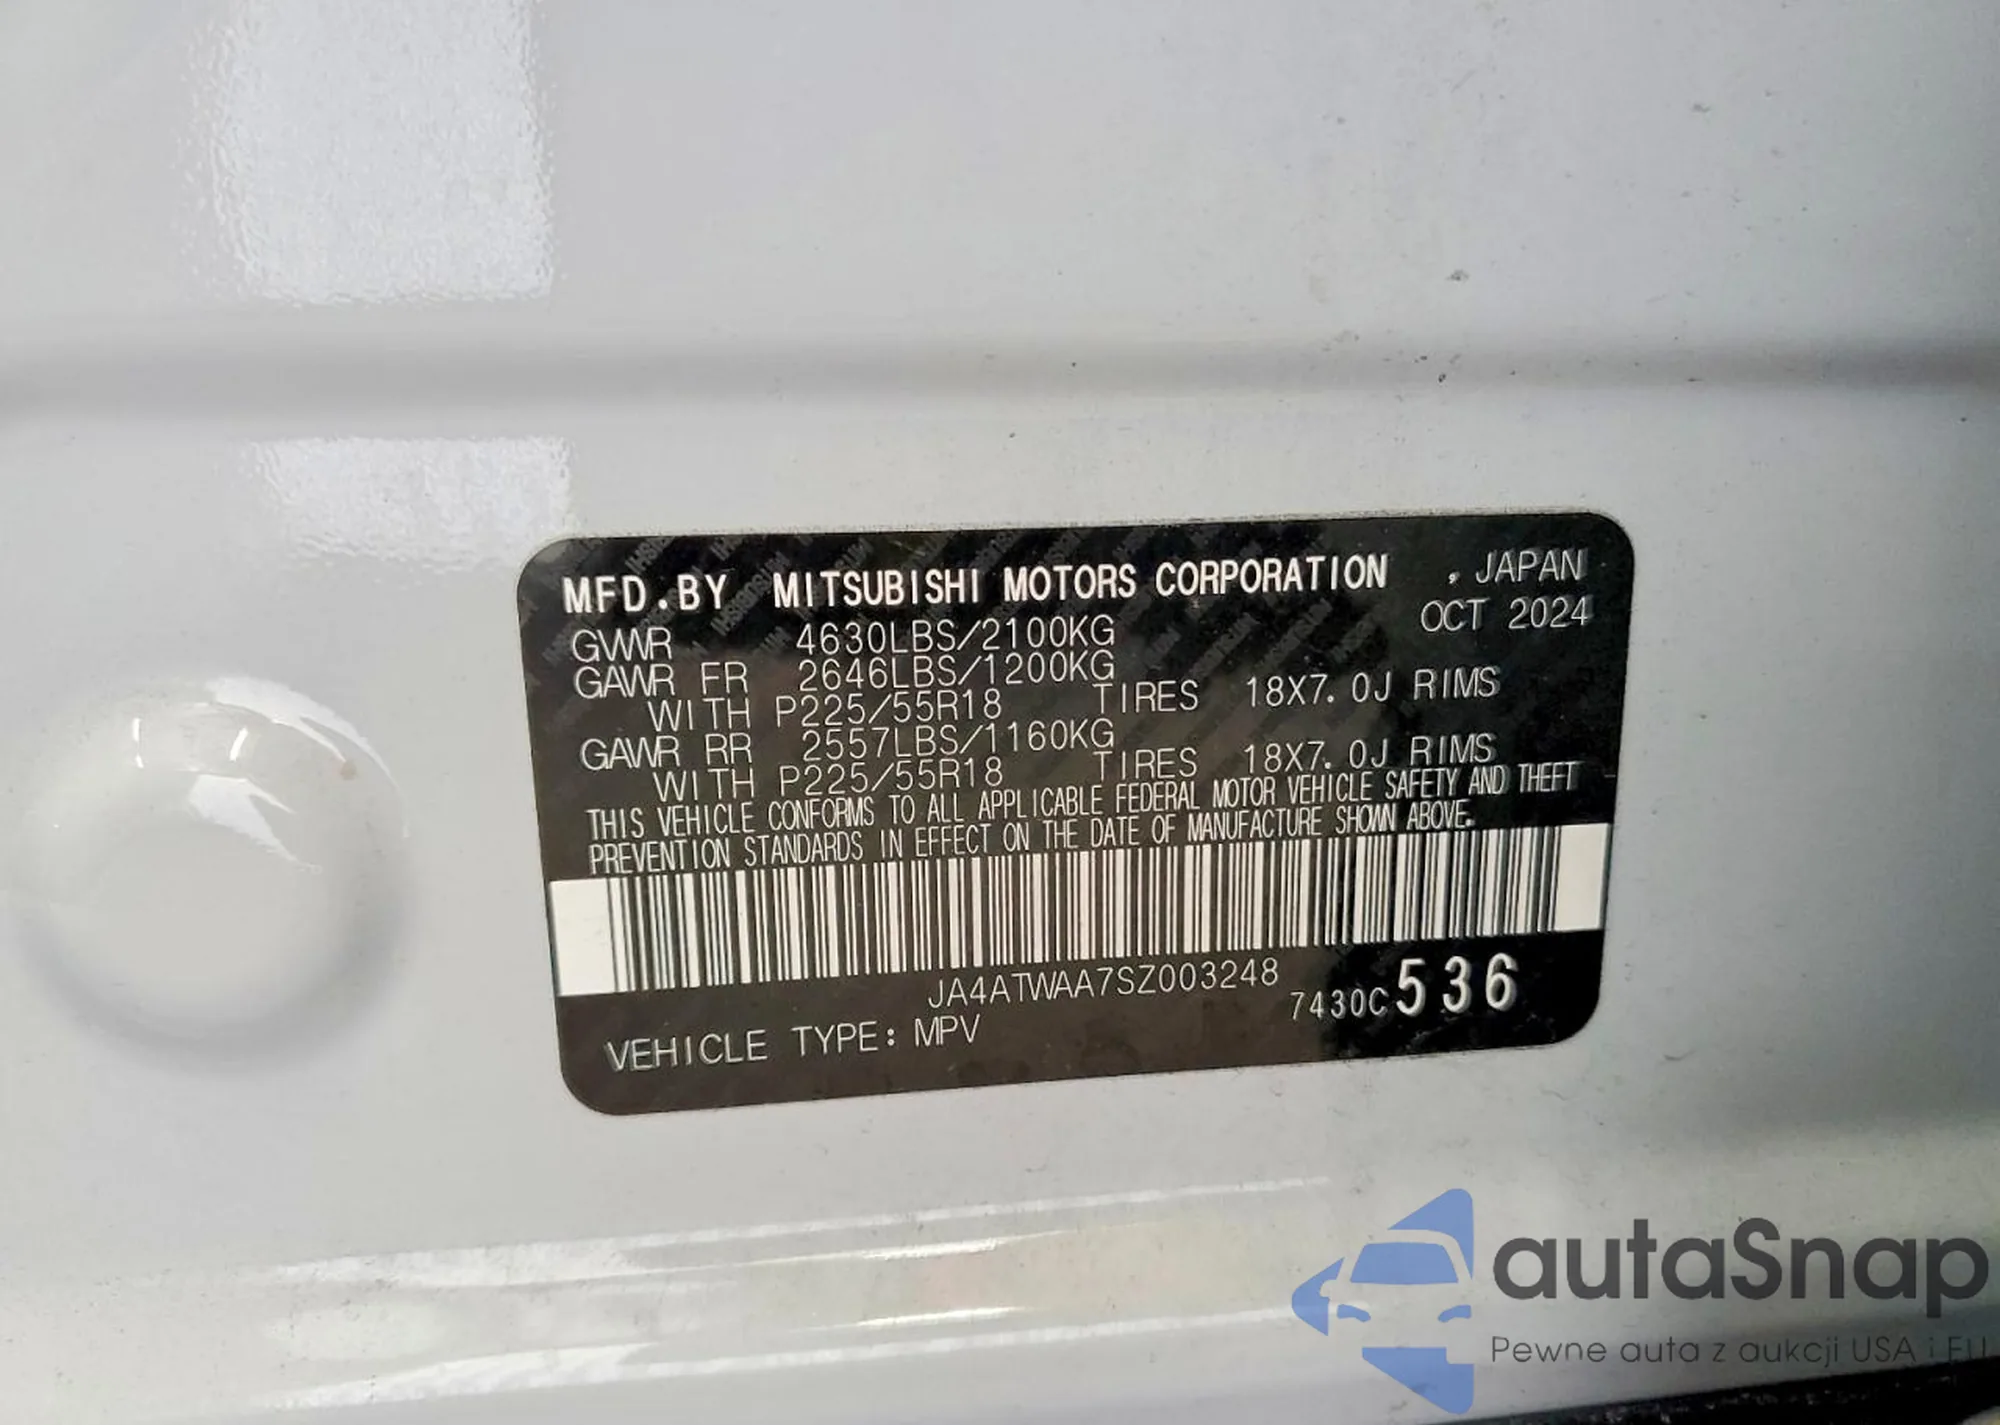 MFD.BY MITSUBISHI MOTORS CORPORATION , JAPAN
OCT 2024
GVWR 4630LBS/2100KG
GAWR FR 2646LBS/1200KG
WITH P225/55R18 TIRES 18X7.0J RIMS
GAWR RR 2557LBS/1160KG
WITH P225/55R18 TIRES 18X7.0J RIMS
THIS VEHICLE CONFORMS TO ALL APPLICABLE FEDERAL MOTOR VEHICLE SAFETY AND THEFT
PREVENTION STANDARDS IN EFFECT ON THE DATE OF MANUFACTURE SHOWN ABOVE.
JA4ATWAA7SZ003248
7430C536
VEHICLE TYPE: MPV
autaSnap
Pewne auta z aukcji USA i EU